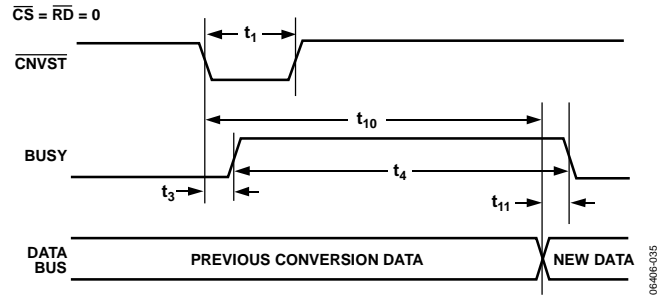 CS = RD = 0
t1
CNVST
t10
BUSY
t4
t3
t11
DATA
BUS
PREVIOUS CONVERSION DATA
NEW DATA
06406-035